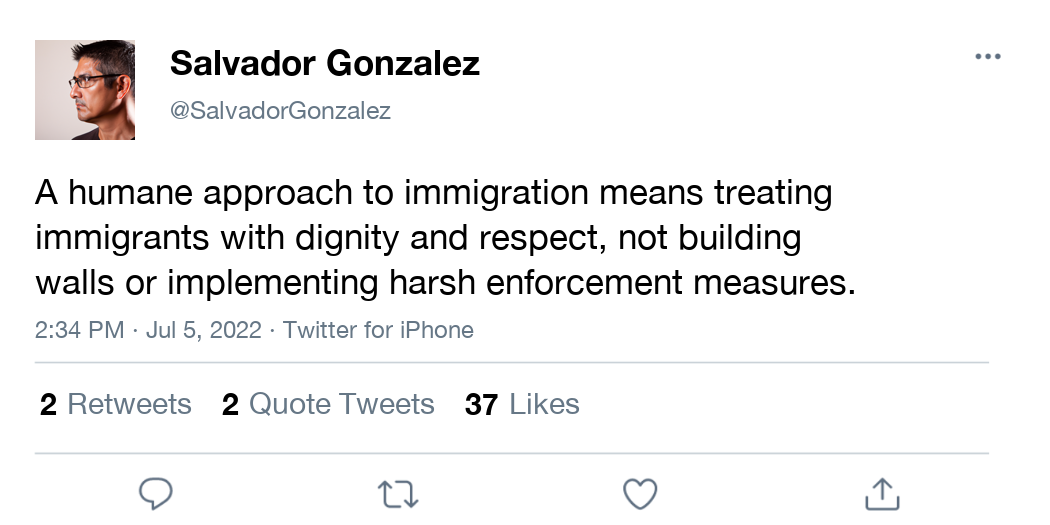 Salvador Gonzalez
@SalvadorGonzalez
A humane approach to immigration means treating
immigrants with dignity and respect, not building
walls or implementing harsh enforcement measures.
2:34 PM · Jul 5, 2022 · Twitter for iPhone
2 Retweets 2 Quote Tweets 37 Likes